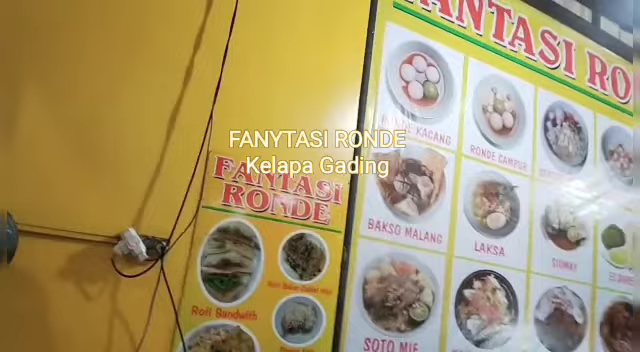 FANTASI RO
FANYTASI RONDE
Kelapa Gading
KACANG
RONDE CAMPUR
BAKSO MALANG
LAKSA
SIOMAY
SOTO MIE
FANTASI
RONDE
Roti Sandwith